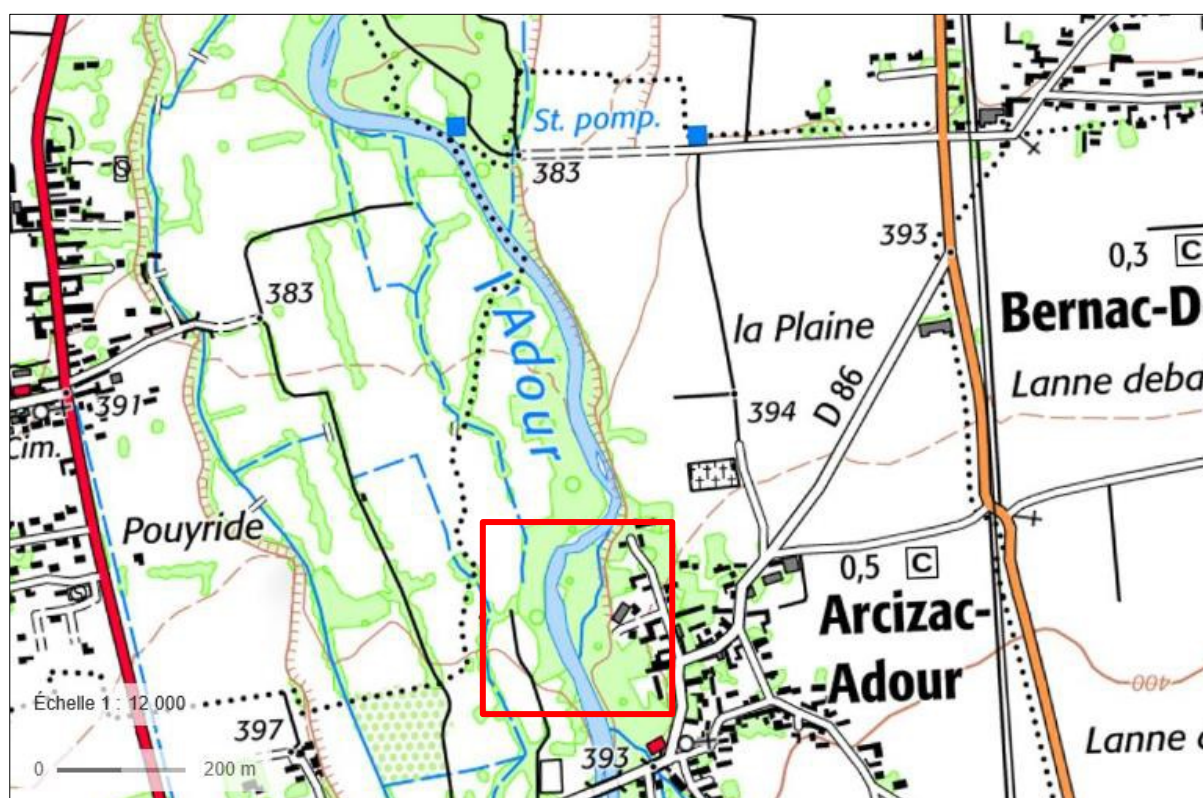 St. pomp.
383
393
0,3 C
383
l'Adour
la Plaine
Bernac-D
D 86
Lanne deba
391
394
Cim.
Pouyride
0,5 C
Arcizac-
-Adour
Échelle 1 : 12 000
400
397
393
Lanne
0 200 m